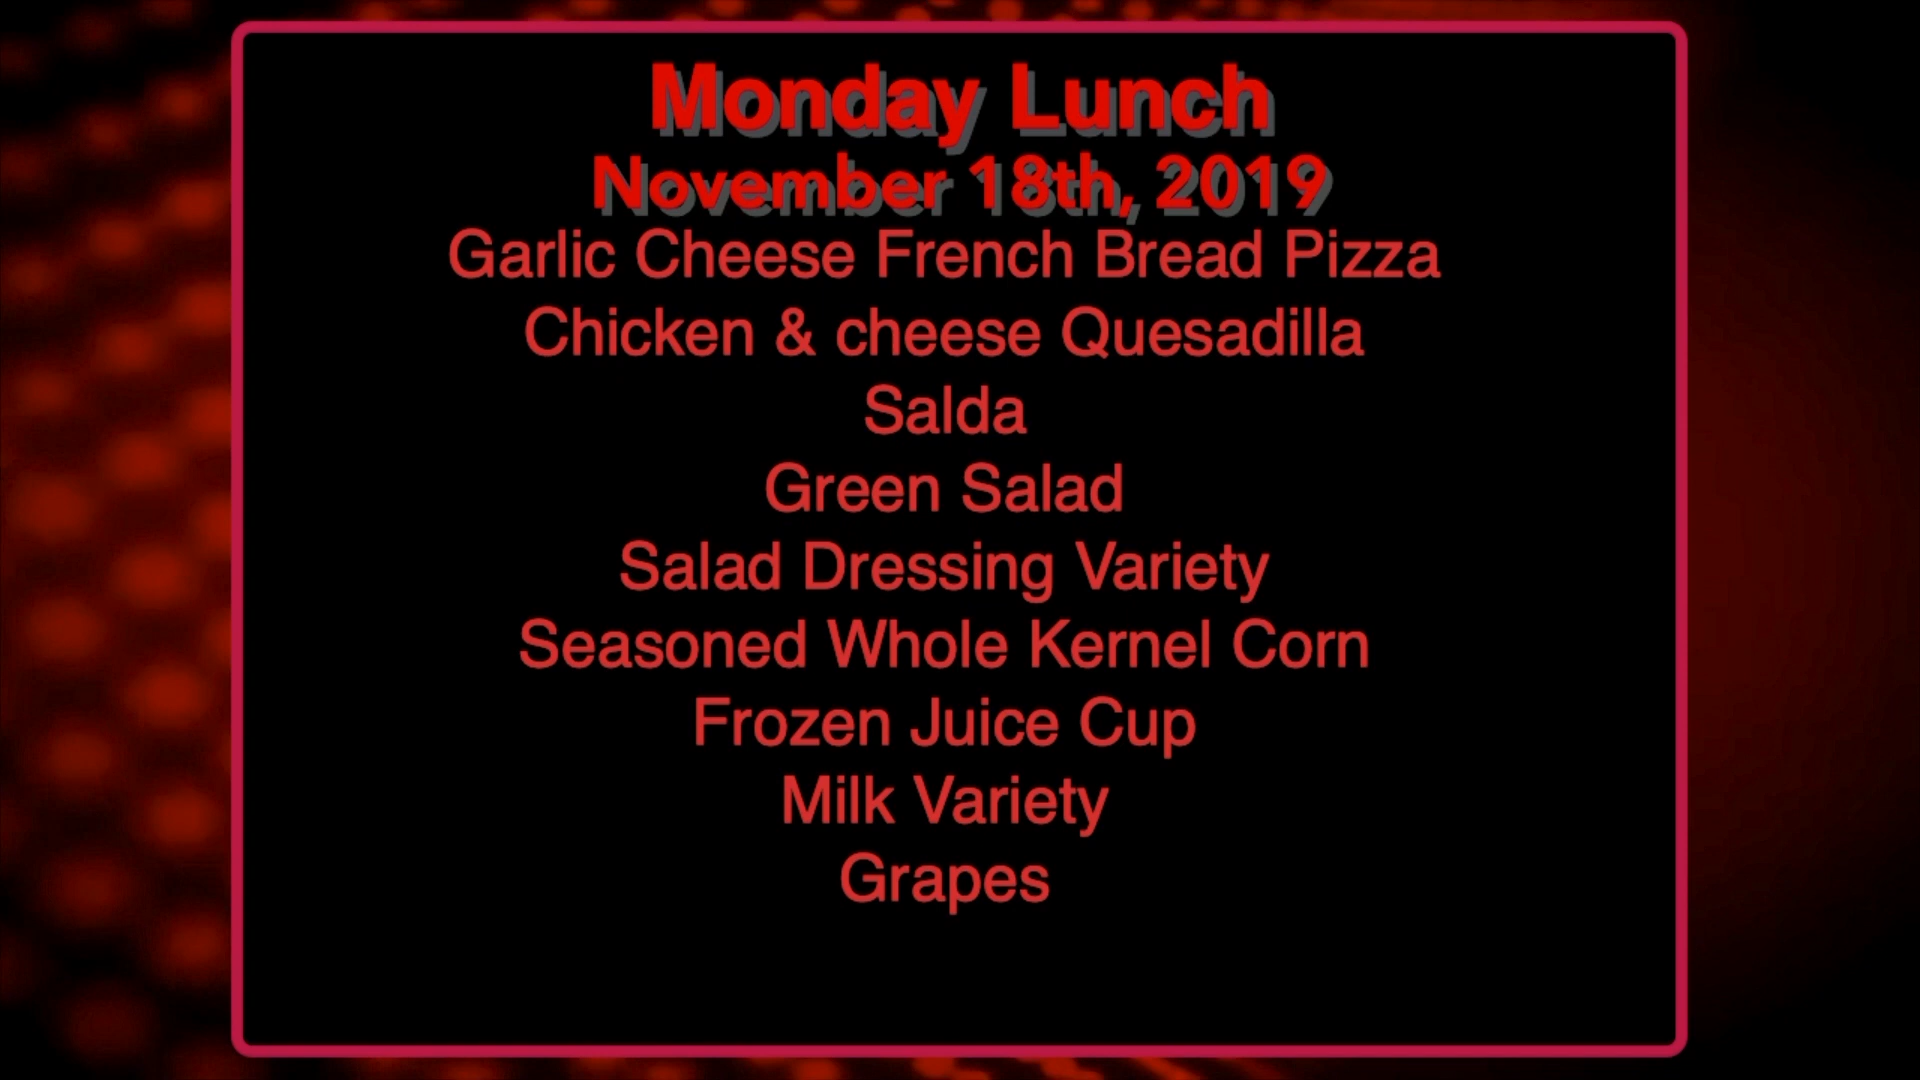 Monday Lunch
November 18th, 2019
Garlic Cheese French Bread Pizza
Chicken & cheese Quesadilla
Salda
Green Salad
Salad Dressing Variety
Seasoned Whole Kernel Corn
Frozen Juice Cup
Milk Variety
Grapes